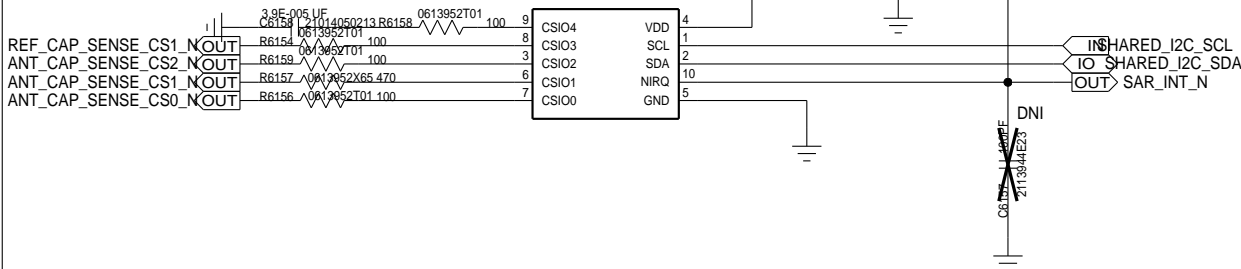 3.9E-005 UF 0613952T01
C6158 21014050213 R6158 100 9 CSIO4 VDD 4
0613952T01
REF_CAP_SENSE_CS1_N OUT R6154 100 8 CSIO3 SCL 1 IN SHARED_I2C_SCL
0613952T01
ANT_CAP_SENSE_CS2_N OUT R6159 100 3 CSIO2 SDA 2 IO SHARED_I2C_SDA
ANT_CAP_SENSE_CS1_N OUT R6157 0613952X65 470 6 CSIO1 NIRQ 10 OUT SAR_INT_N
ANT_CAP_SENSE_CS0_N OUT R6156 0613952T01 100 7 CSIO0 GND 5
DNI
2113944E23
C6157